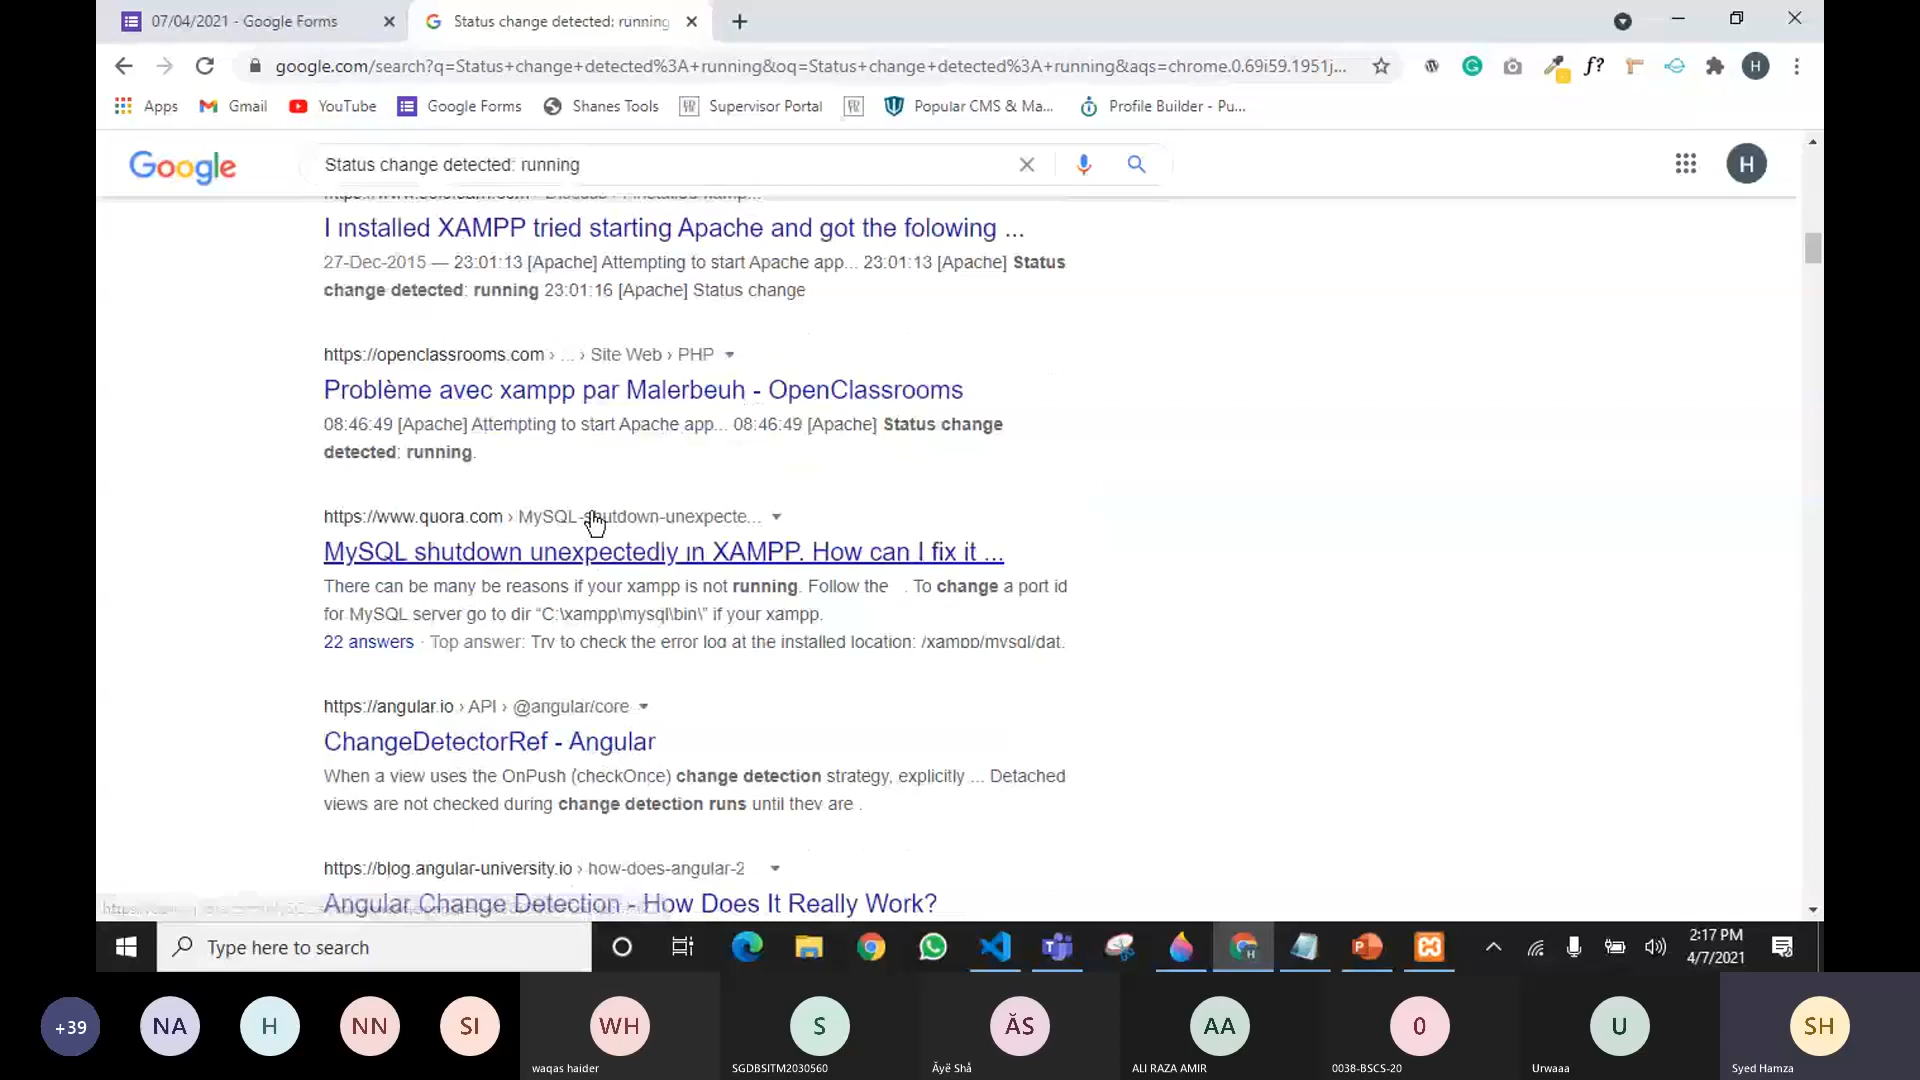 07/04/2021 - Google Forms
Status change detected: running
google.com/search?q=Status+change+detected%3A+running&oq=Status+change+detected%3A+running&aqs=chrome.0.69i59.1951j...
Apps
Gmail
YouTube
Google Forms
Shanes Tools
Supervisor Portal
Popular CMS & Ma...
Profile Builder - Pu...
Google
Status change detected: running
H
I installed XAMPP tried starting Apache and got the folowing ...
27-Dec-2015 — 23:01:13 [Apache] Attempting to start Apache app... 23:01:13 [Apache] Status
change detected: running 23:01:16 [Apache] Status change
https://openclassrooms.com › ... › Site Web › PHP
Problème avec xampp par Malerbeuh - OpenClassrooms
08:46:49 [Apache] Attempting to start Apache app... 08:46:49 [Apache] Status change
detected: running.
https://www.quora.com › MySQL-shutdown-unexpecte...
MySQL shutdown unexpectedly in XAMPP. How can I fix it ...
There can be many be reasons if your xampp is not running. Follow the . To change a port id
for MySQL server go to dir “C:\xampp\mysql\bin\” if your xampp.
22 answers · Top answer: Try to check the error log at the installed location: /xampp/mysql/dat.
https://angular.io › API › @angular/core
ChangeDetectorRef - Angular
When a view uses the OnPush (checkOnce) change detection strategy, explicitly ... Detached
views are not checked during change detection runs until they are .
https://blog.angular-university.io › how-does-angular-2
Angular Change Detection - How Does It Really Work?
Type here to search
2:17 PM
4/7/2021
+39
NA
H
NN
SI
WH
S
ÃS
AA
0
U
SH
waqas haider
SGDBSITM2030560
Ãyë Shå
ALI RAZA AMIR
0038-BSCS-20
Urwaaa
Syed Hamza